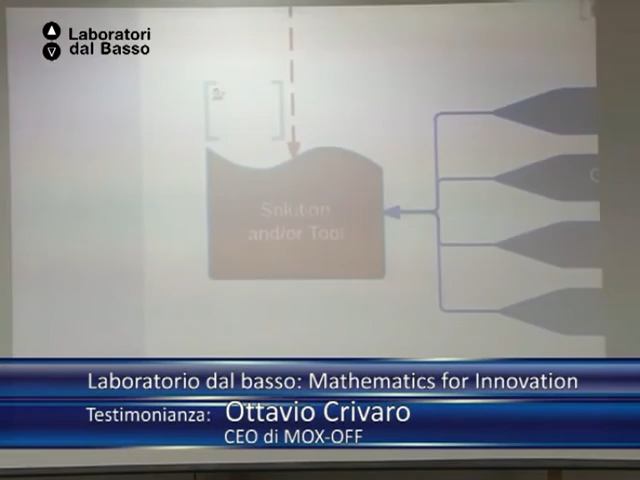 Laboratori
dal Basso
Solution
and/or Tool
Laboratorio dal basso: Mathematics for Innovation
Testimonianza: Ottavio Crivaro
CEO di MOX-OFF